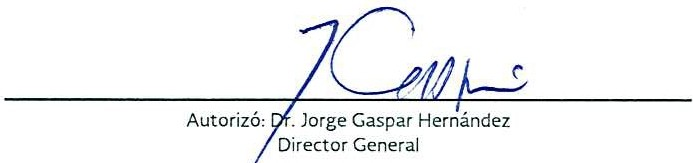 Autorizó: Dr. Jorge Gaspar Hernández
Director General